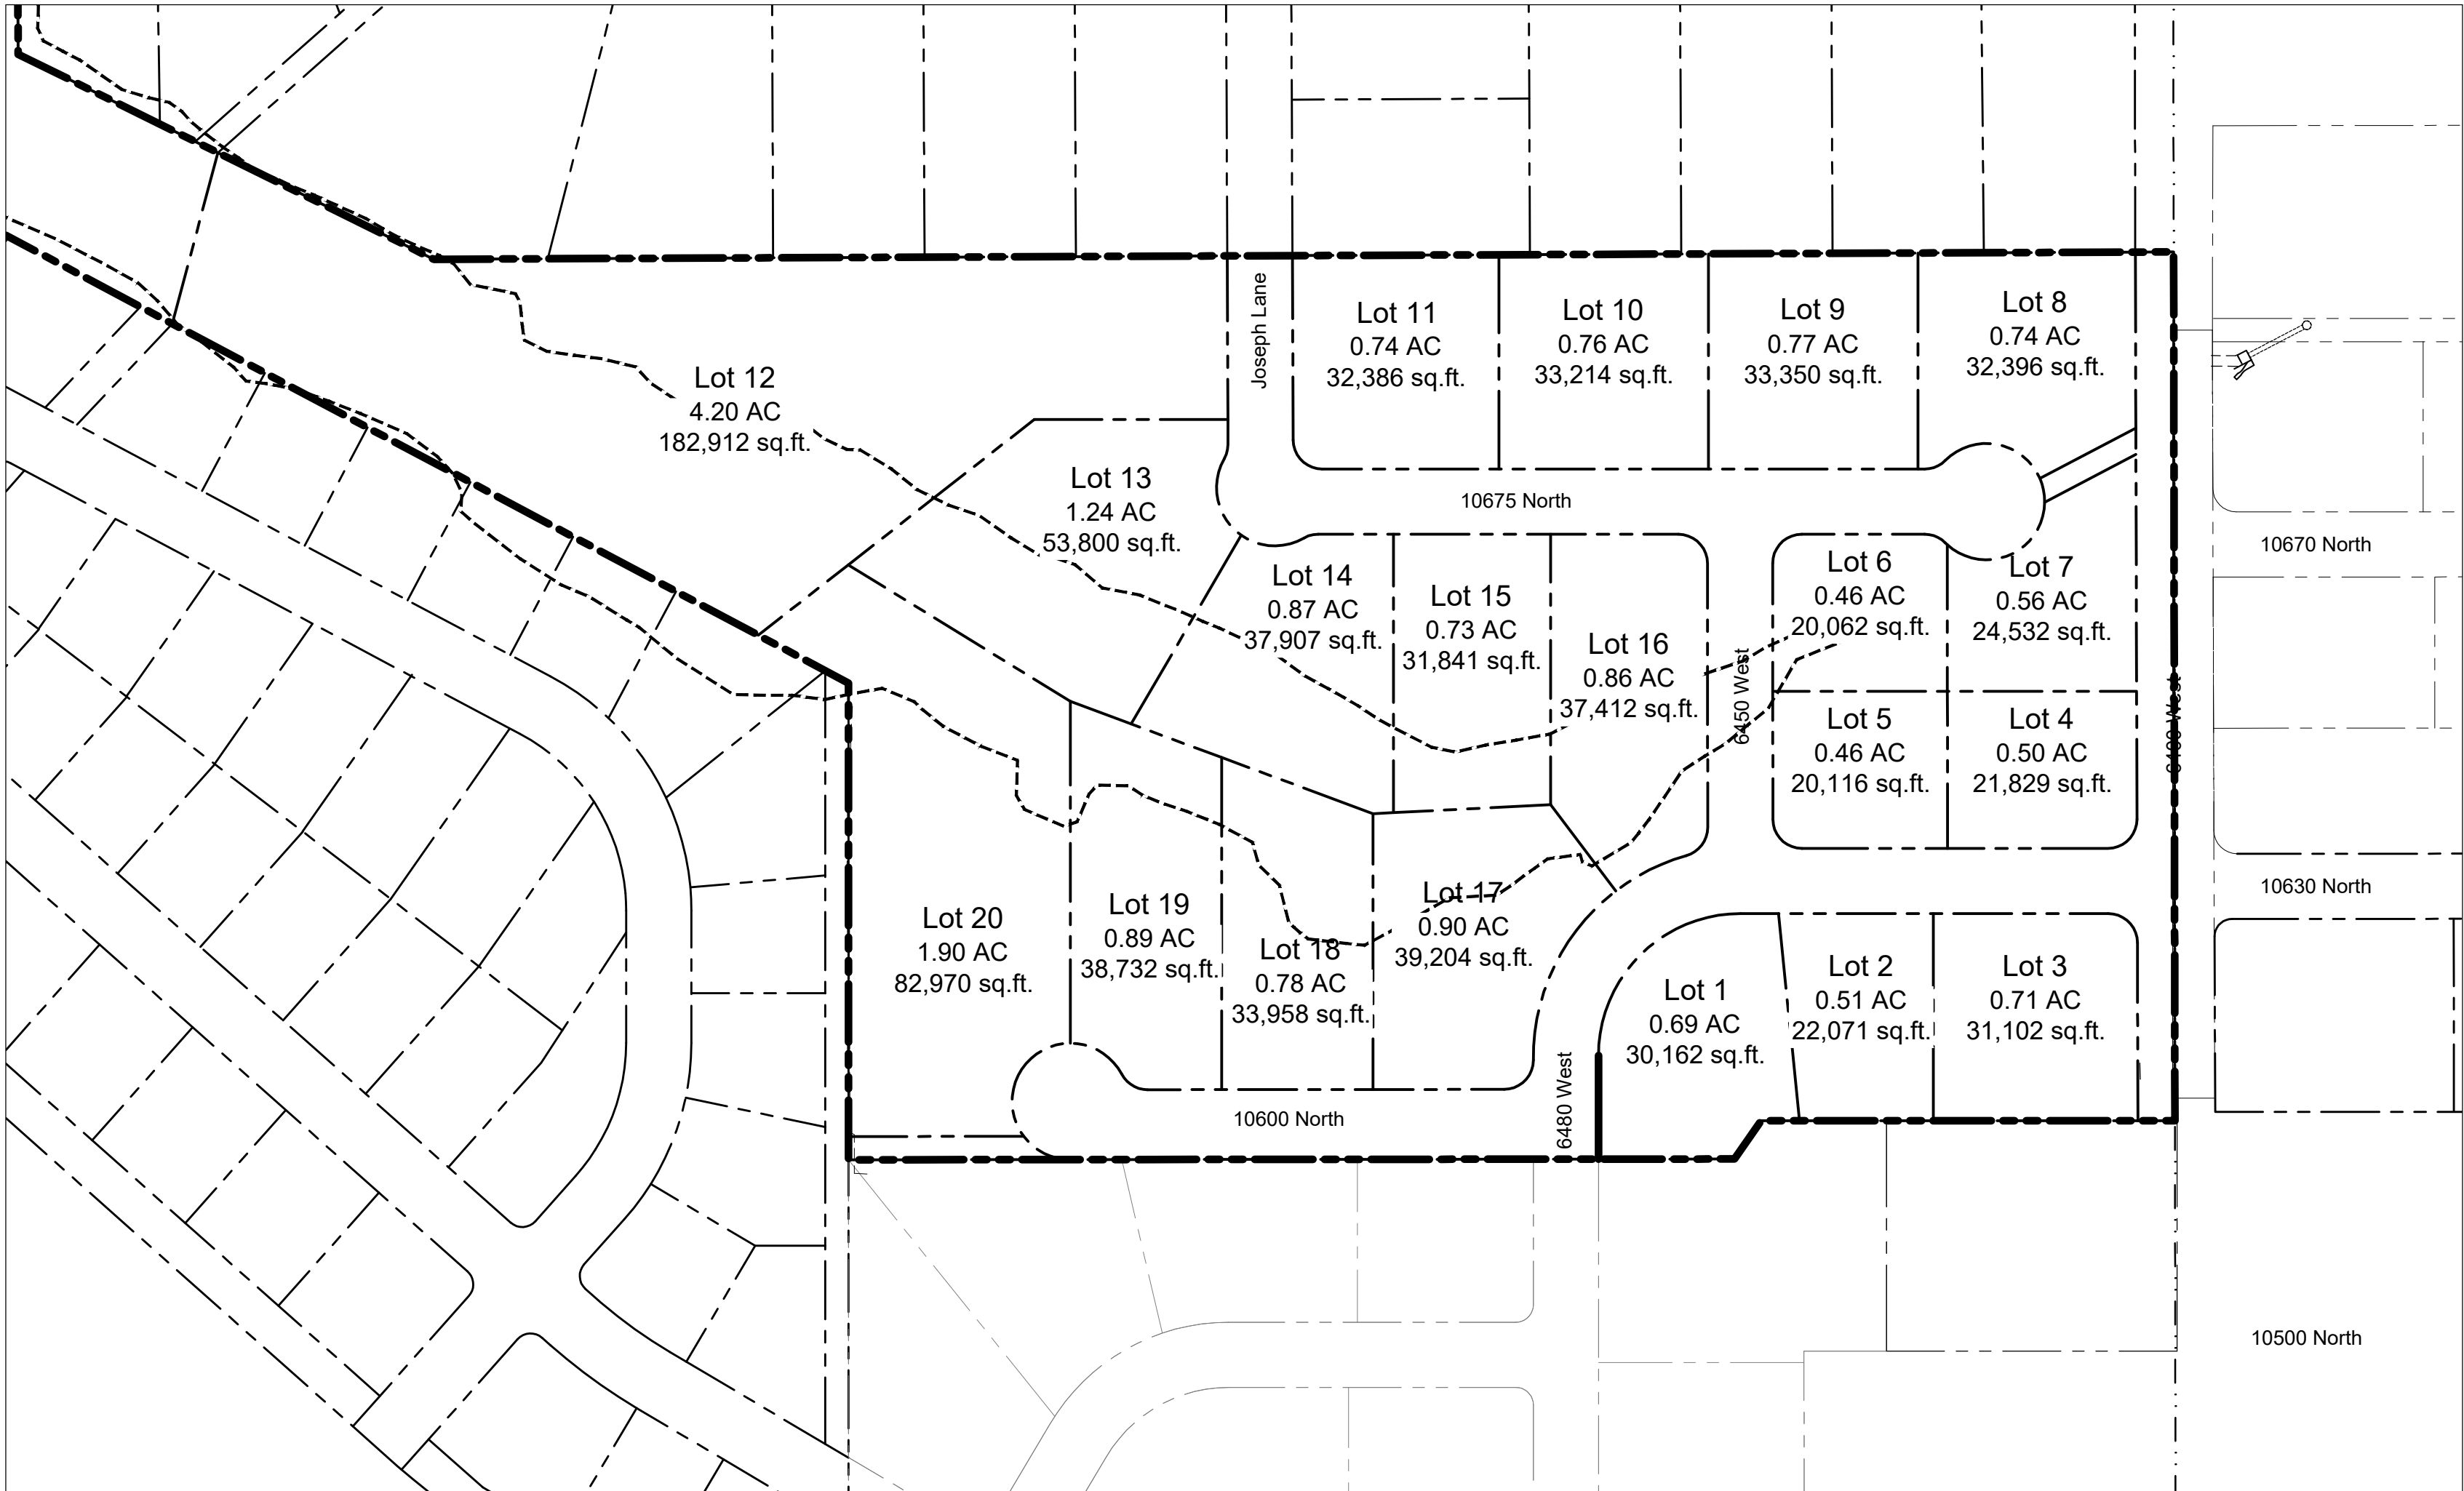 Joseph Lane
Lot 11
0.74 AC
32,386 sq.ft.
Lot 10
0.76 AC
33,214 sq.ft.
Lot 9
0.77 AC
33,350 sq.ft.
Lot 8
0.74 AC
32,396 sq.ft.
Lot 12
4.20 AC
182,912 sq.ft.
Lot 13
1.24 AC
53,800 sq.ft.
10675 North
10670 North
Lot 14
0.87 AC
37,907 sq.ft.
Lot 15
0.73 AC
31,841 sq.ft.
Lot 16
0.86 AC
37,412 sq.ft.
6450 West
Lot 6
0.46 AC
20,062 sq.ft.
Lot 7
0.56 AC
24,532 sq.ft.
Lot 5
0.46 AC
20,116 sq.ft.
Lot 4
0.50 AC
21,829 sq.ft.
West
10630 North
Lot 20
1.90 AC
82,970 sq.ft.
Lot 19
0.89 AC
38,732 sq.ft.
Lot 18
0.78 AC
33,958 sq.ft.
Lot 17
0.90 AC
39,204 sq.ft.
Lot 1
0.69 AC
30,162 sq.ft.
Lot 2
0.51 AC
22,071 sq.ft.
Lot 3
0.71 AC
31,102 sq.ft.
10600 North
6480 West
10500 North